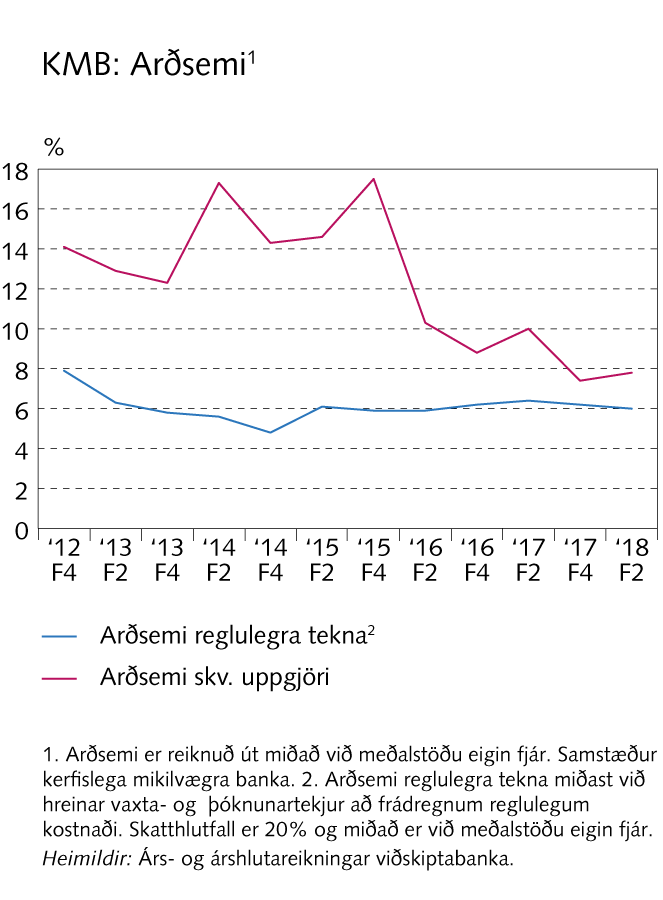 KMB: Arðsemi¹
%
18
16
14
12
10
8
6
4
2
0
‘12 ‘13 ‘13 ‘14 ‘14 ‘15 ‘15 ‘16 ‘16 ‘17 ‘17 ‘18
F4 F2 F4 F2 F4 F2 F4 F2 F4 F2 F4 F2
Arðsemi reglulegra tekna²
Arðsemi skv. uppgjöri
1. Arðsemi er reiknuð út miðað við meðalstöðu eigin fjár. Samstæður
kerfislega mikilvægra banka. 2. Arðsemi reglulegra tekna miðast við
hreinar vaxta- og þóknunartekjur að frádregnum reglulegum
kostnaði. Skatthlutfall er 20% og miðað er við meðalstöðu eigin fjár.
Heimildir: Árs- og árshlutareikningar viðskiptabanka.